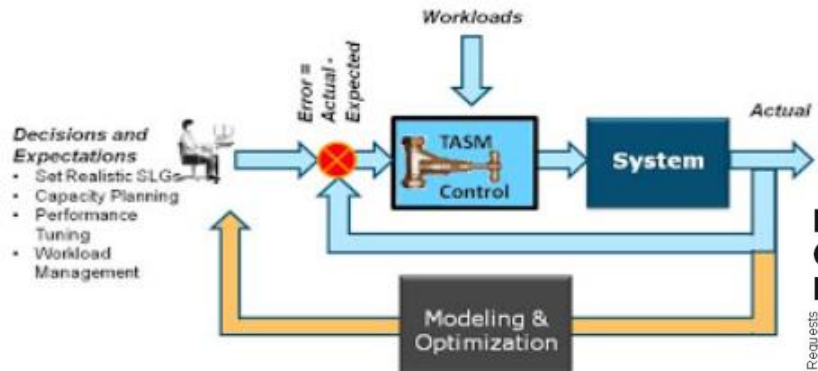 Workloads
Error =
Actual -
Expected
Actual
Decisions and
Expectations
• Set Realistic SLGs
• Capacity Planning
• Performance
Tuning
• Workload
Management
TASM
Control
System
Modeling &
Optimization
Requests